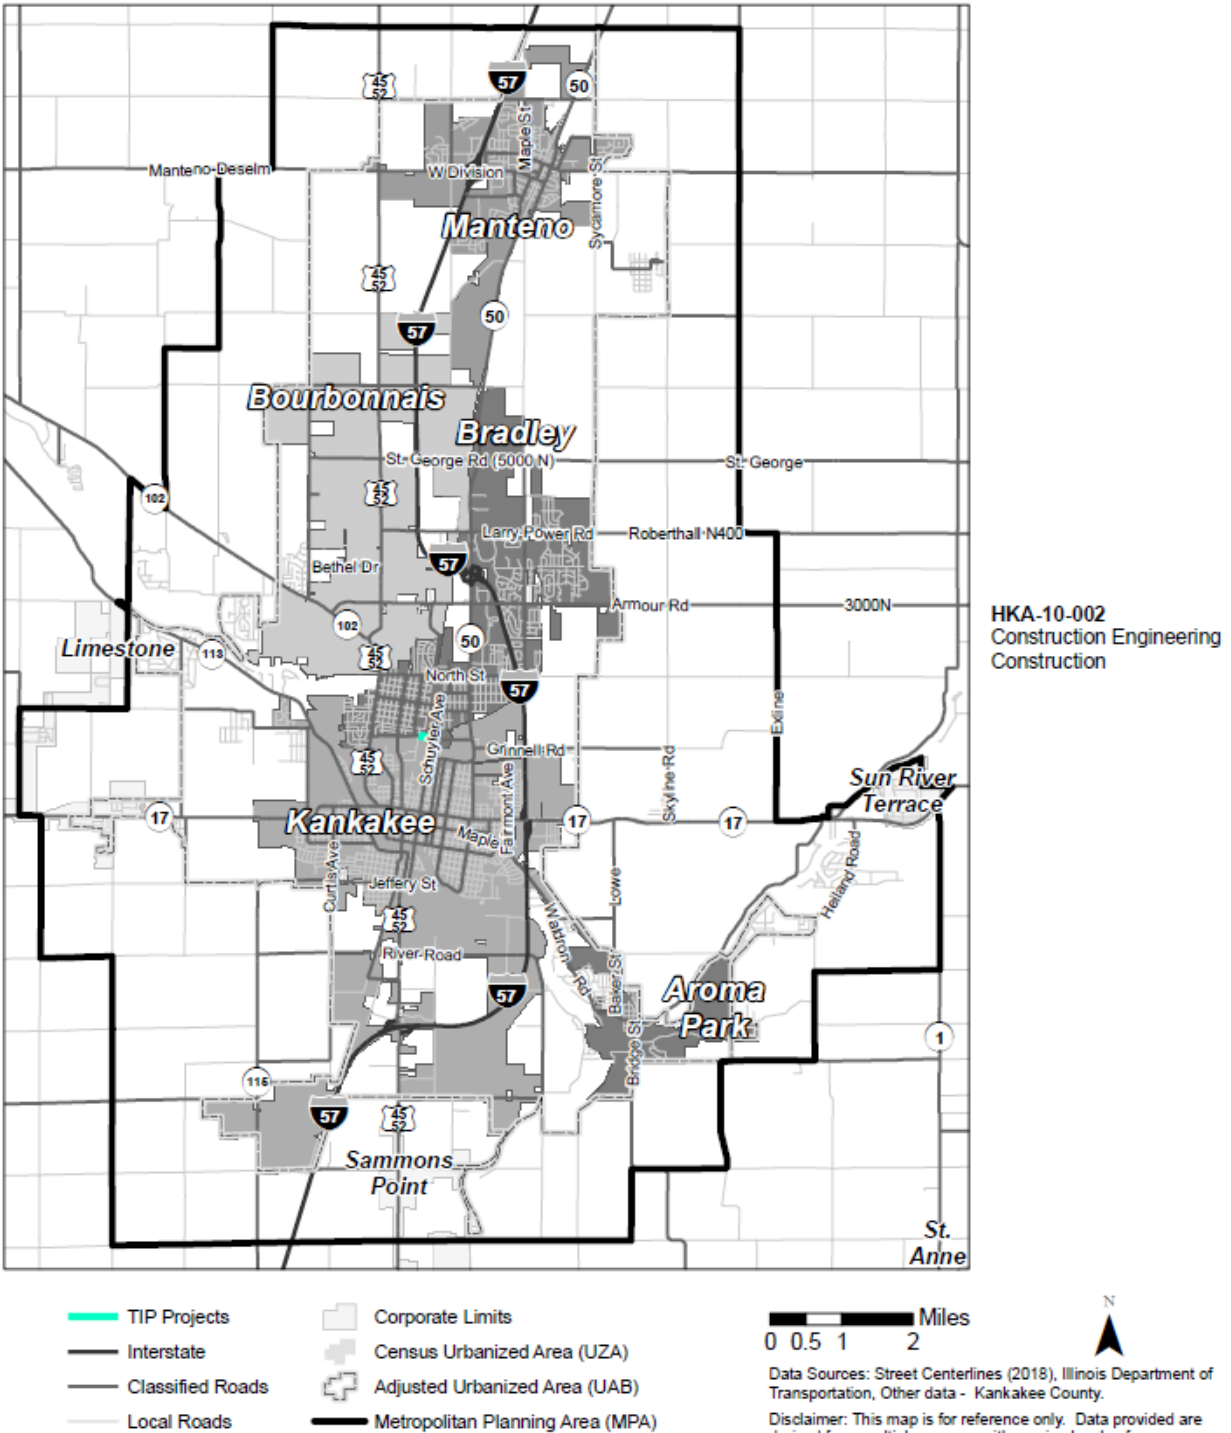 57
45
52
50
Maple St
Manteno-Deselm
W Division
Sycamore St
Manteno
45
52
50
57
Bourbonnais
Bradley
St. George Rd (5000 N)
St. George
45
52
102
Larry Power Rd
Roberthall N400
57
Bethel Dr
Armour Rd
3000N
HKA-10-002
Construction Engineering
Construction
102
50
Limestone
113
45
52
North St
57
Exline
Schuyler Ave
Grinnell Rd
45
52
Skyline Rd
Fairmont Ave
Sun River
Terrace
17
Kankakee
17
17
Maple
Curtis Ave
Heiland Road
Jeffery St
Lowe
45
52
Waldron Rd
River Road
Baker St
57
Aroma
Park
Bridge St
1
115
57
45
52
Sammons
Point
St.
Anne
TIP Projects
Interstate
Classified Roads
Local Roads
Corporate Limits
Census Urbanized Area (UZA)
Adjusted Urbanized Area (UAB)
Metropolitan Planning Area (MPA)
Miles
0 0.5 1 2
N
Data Sources: Street Centerlines (2018), Illinois Department of
Transportation, Other data - Kankakee County.
Disclaimer: This map is for reference only. Data provided are